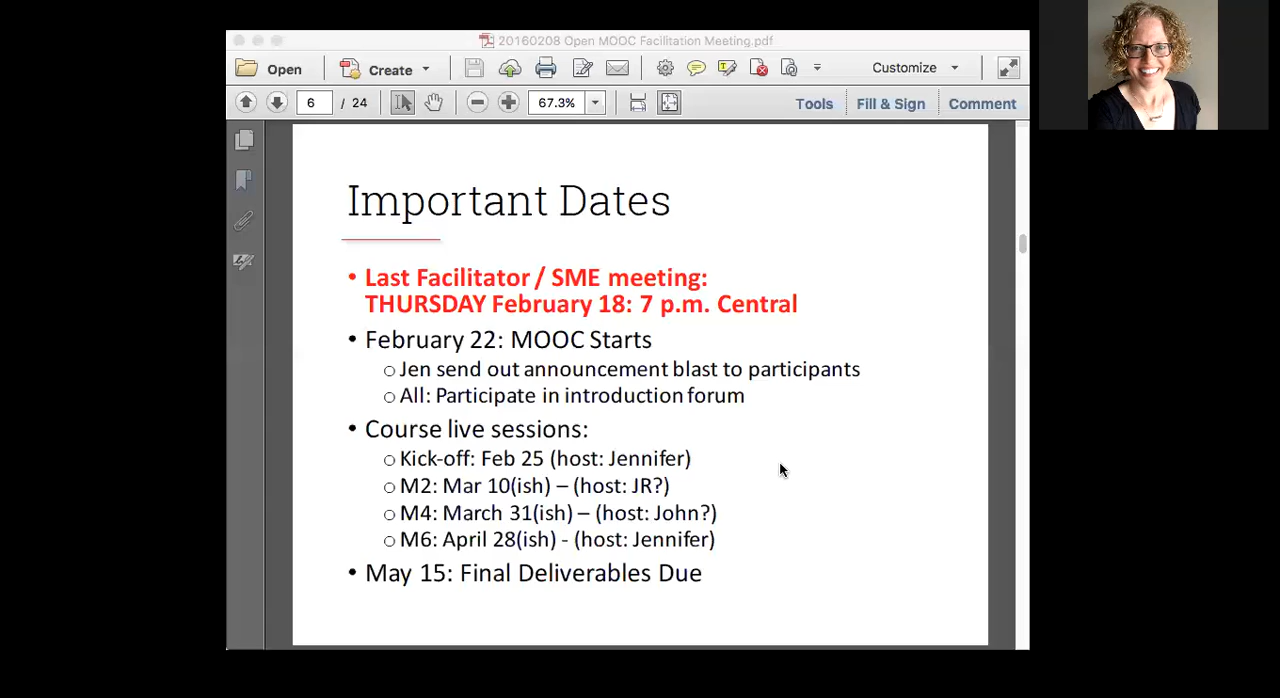 20160208 Open MOOC Facilitation Meeting.pdf
Open
Create
Customize
6 / 24
67.3%
Tools
Fill & Sign
Comment
Important Dates
• Last Facilitator / SME meeting:
THURSDAY February 18: 7 p.m. Central
• February 22: MOOC Starts
○ Jen send out announcement blast to participants
○ All: Participate in introduction forum
• Course live sessions:
○ Kick-off: Feb 25 (host: Jennifer)
○ M2: Mar 10(ish) – (host: JR?)
○ M4: March 31(ish) – (host: John?)
○ M6: April 28(ish) - (host: Jennifer)
• May 15: Final Deliverables Due